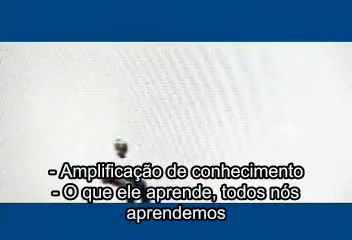 - Amplificação de conhecimento
- O que ele aprende, todos nós
aprendemos